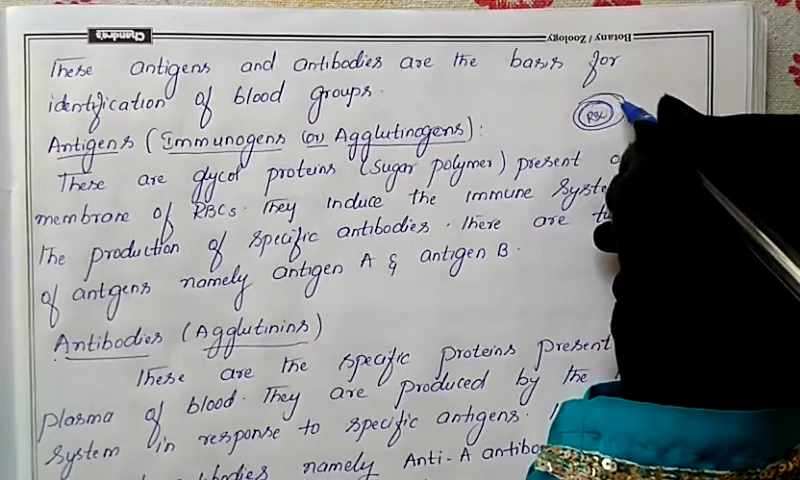 Chandra's
Botany / Zoology
These antigens and antibodies are the basis for
identification of blood groups.
RBC
Antigens (Immunogens (or) Agglutinogens):
These are glycol proteins (sugar polymer) present
membrane of RBCs. They induce the immune Syste
the production of specific antibodies. There are
of antgens namely antigen A & antigen B.
Antibodies (Agglutinins)
These are the specific proteins present
plasma of blood. They are produced by the
system in response to specific antigens.
namely Anti-A antibo